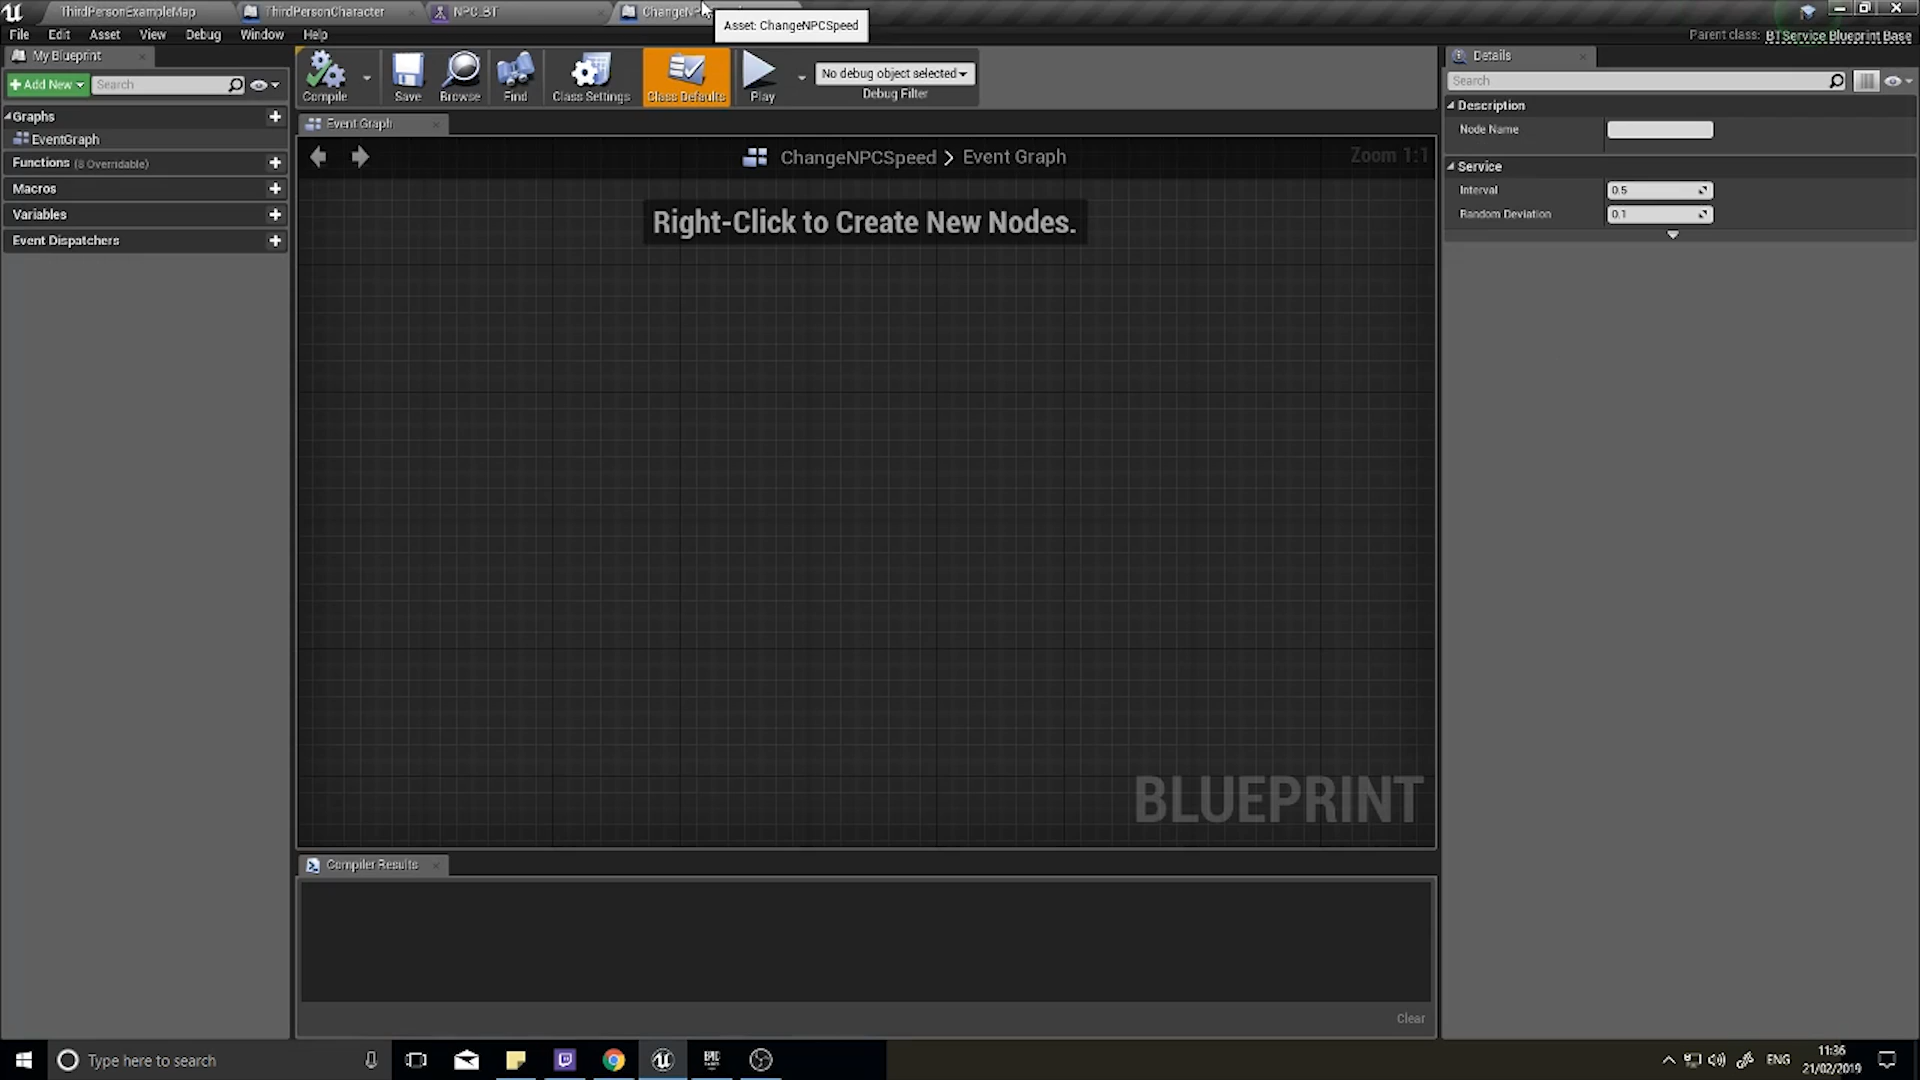 ThirdPersonExampleMap
ThirdPersonCharacter
NPC_BT
ChangeNPC
Asset: ChangeNPCSpeed
File Edit Asset View Debug Window Help
Parent class: BTService Blueprint Base
My Blueprint
Add New
Search
Compile
Save
Browse
Find
Class Settings
Class Defaults
Play
No debug object selected
Debug Filter
Details
Search
Graphs
EventGraph
Functions (8 Overridable)
Macros
Variables
Event Dispatchers
Event Graph
ChangeNPCSpeed > Event Graph
Zoom 1:1
Right-Click to Create New Nodes.
BLUEPRINT
Description
Node Name
Service
Interval 0.5
Random Deviation 0.1
Compiler Results
Clear
Type here to search
EPIC
ENG
11:36
21/02/2019